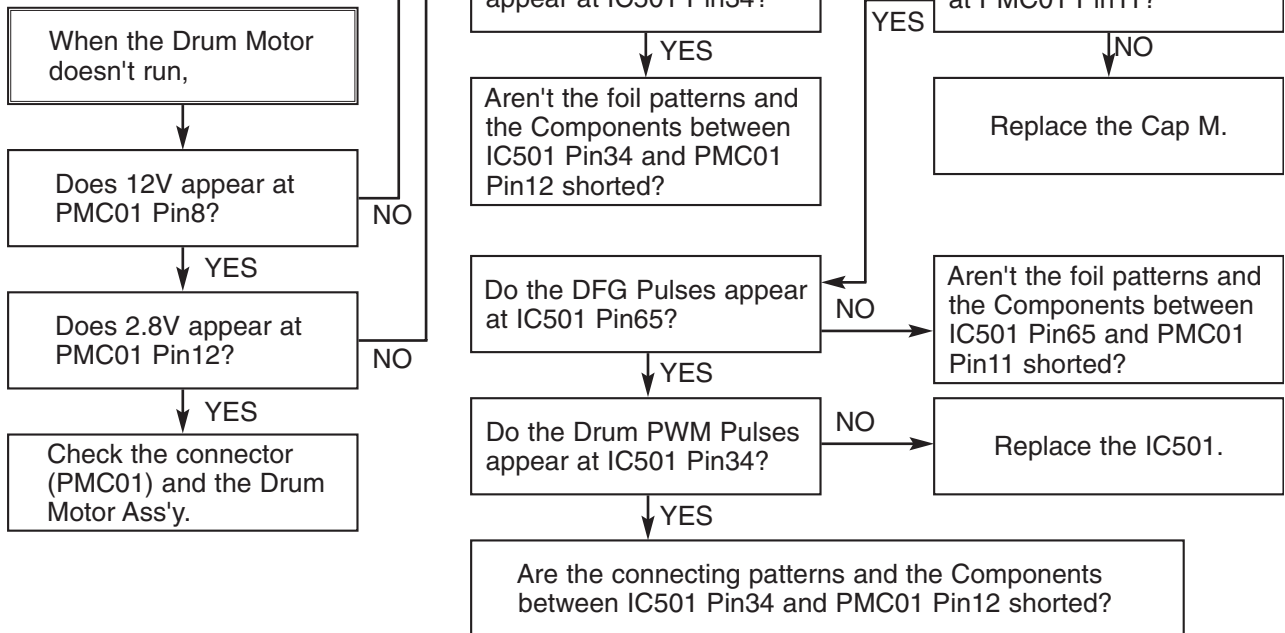 When the Drum Motor
doesn't run,
Does 12V appear at
PMC01 Pin8?
NO
YES
Does 2.8V appear at
PMC01 Pin12?
NO
YES
Check the connector
(PMC01) and the Drum
Motor Ass'y.
appear at IC501 Pin34?
YES
Aren't the foil patterns and
the Components between
IC501 Pin34 and PMC01
Pin12 shorted?
at PMC01 Pin11?
YES
NO
Replace the Cap M.
Do the DFG Pulses appear
at IC501 Pin65?
NO
Aren't the foil patterns and
the Components between
IC501 Pin65 and PMC01
Pin11 shorted?
YES
Do the Drum PWM Pulses
appear at IC501 Pin34?
NO
Replace the IC501.
YES
Are the connecting patterns and the Components
between IC501 Pin34 and PMC01 Pin12 shorted?